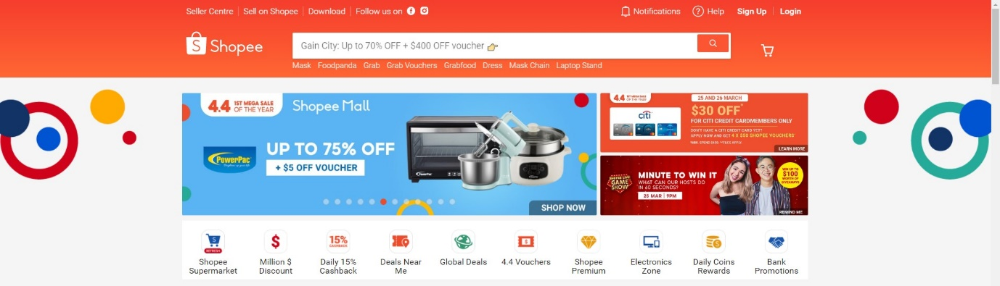 Seller Centre
Sell on Shopee
Download
Follow us on
Notifications
Help
Sign Up
Login
Shopee
Gain City: Up to 70% OFF + $400 OFF voucher 👉
Mask Foodpanda Grab Grab Vouchers Grabfood Dress Mask Chain Laptop Stand
4.4 1ST MEGA SALE
OF THE YEAR
Shopee Mall
PowerPac
UP TO 75% OFF
+ $5 OFF VOUCHER
SHOP NOW
4.4 1ST MEGA SALE
OF THE YEAR
25 AND 26 MARCH
citi
$30 OFF*
FOR CITI CREDIT CARDMEMBERS ONLY
DON'T HAVE A CITI CREDIT CARD YET?
APPLY NOW AND GET 4 X $50 SHOPEE VOUCHERS*
LEARN MORE
SHOPEE LIVE
GAME
SHOW
MINUTE TO WIN IT
WHAT CAN OUR HOSTS DO
IN 60 SECONDS?
25 MAR | 9PM
WIN UP TO
$100
WORTH OF
GIVEAWAYS
REMIND ME
Shopee
Supermarket
Million $
Discount
15%
CASHBACK
Daily 15%
Cashback
Deals Near
Me
Global Deals
4.4 Vouchers
Shopee
Premium
Electronics
Zone
Daily Coins
Rewards
Bank
Promotions